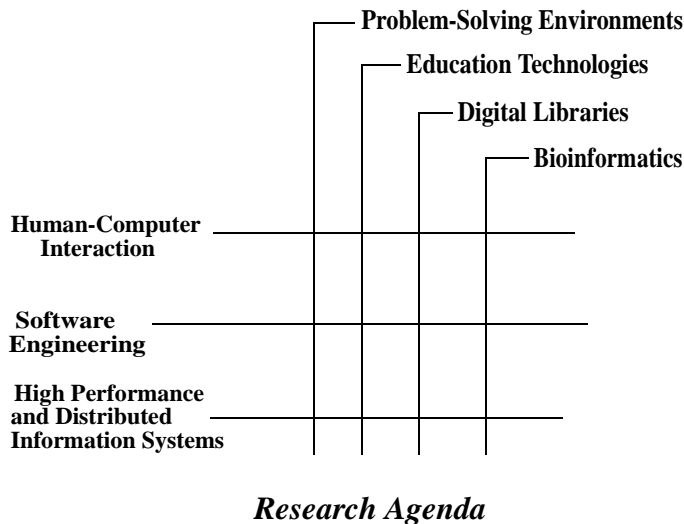 Problem-Solving Environments
Education Technologies
Digital Libraries
Bioinformatics
Human-Computer
Interaction
Software
Engineering
High Performance
and Distributed
Information Systems
Research Agenda